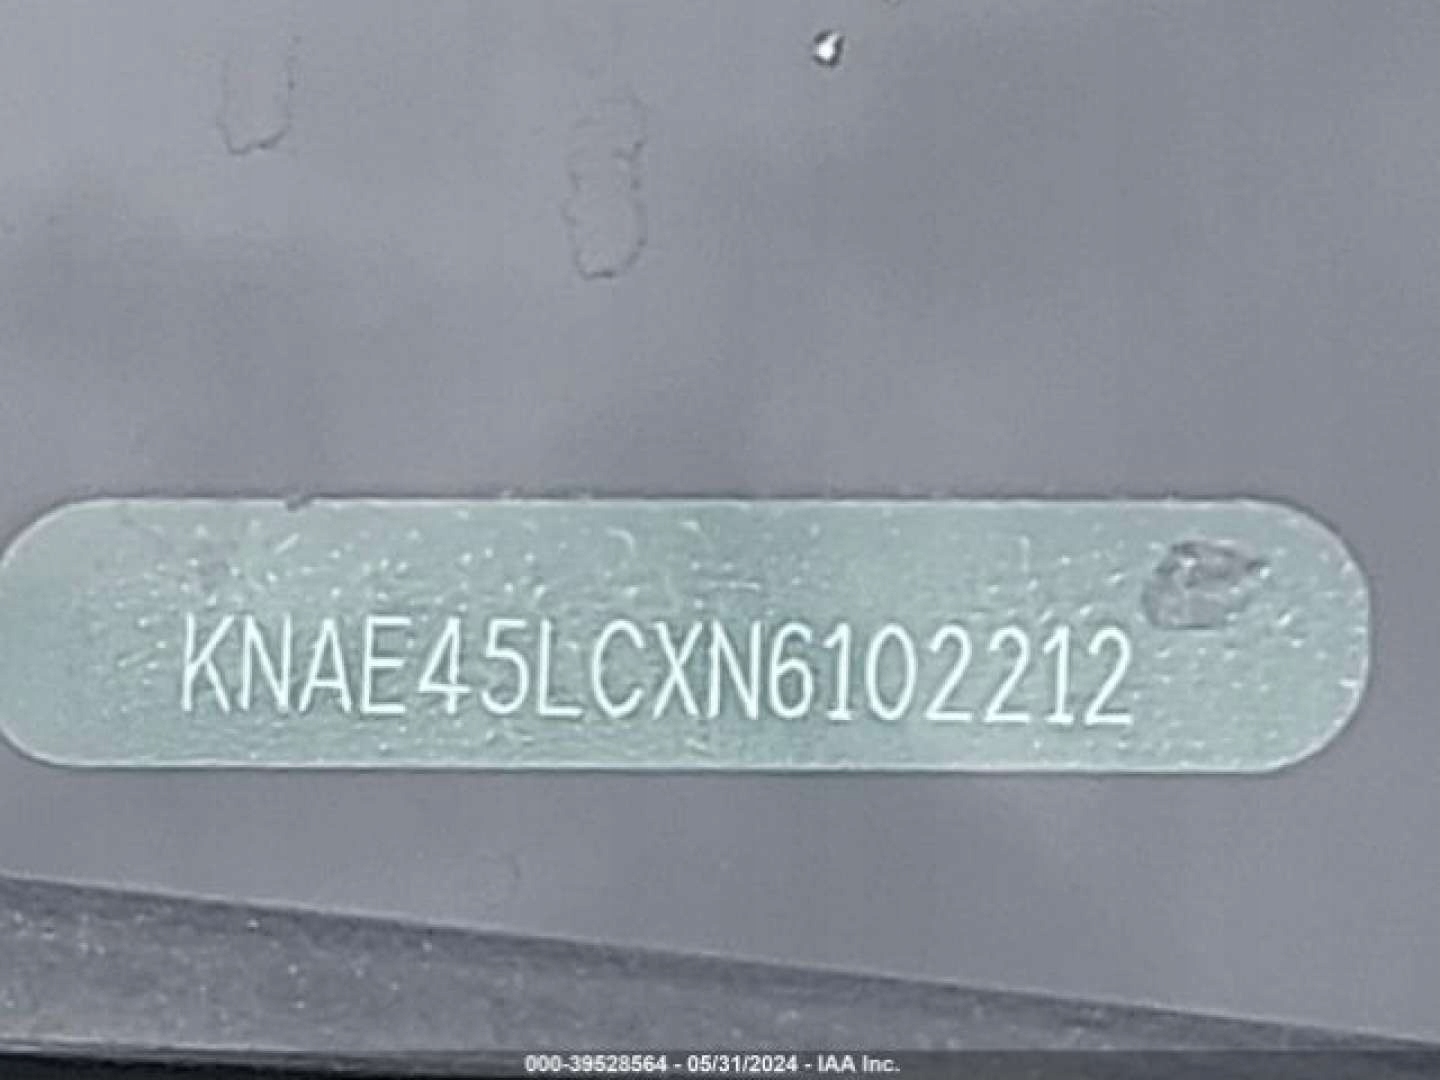 KNAE45LCXN6102212
000-39528564 - 05/31/2024 - IAA Inc.